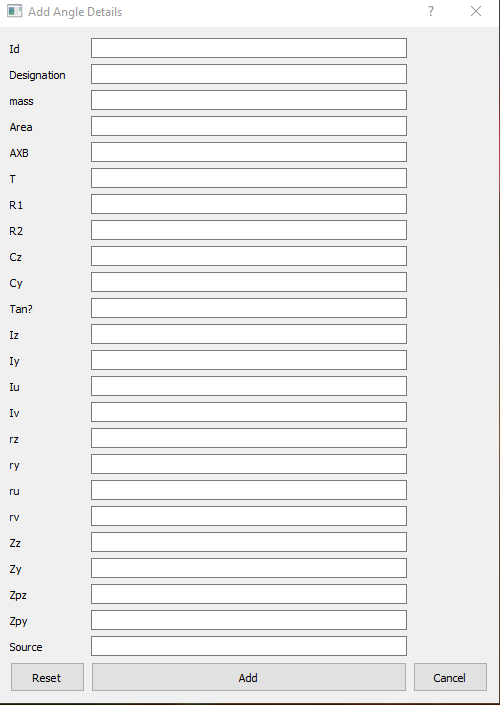 Add Angle Details ?
Id
Designation
mass
Area
AXB
T
R1
R2
Cz
Cy
Tan?
Iz
Iy
Iu
Iv
rz
ry
ru
rv
Zz
Zy
Zpz
Zpy
Source
Reset Add Cancel